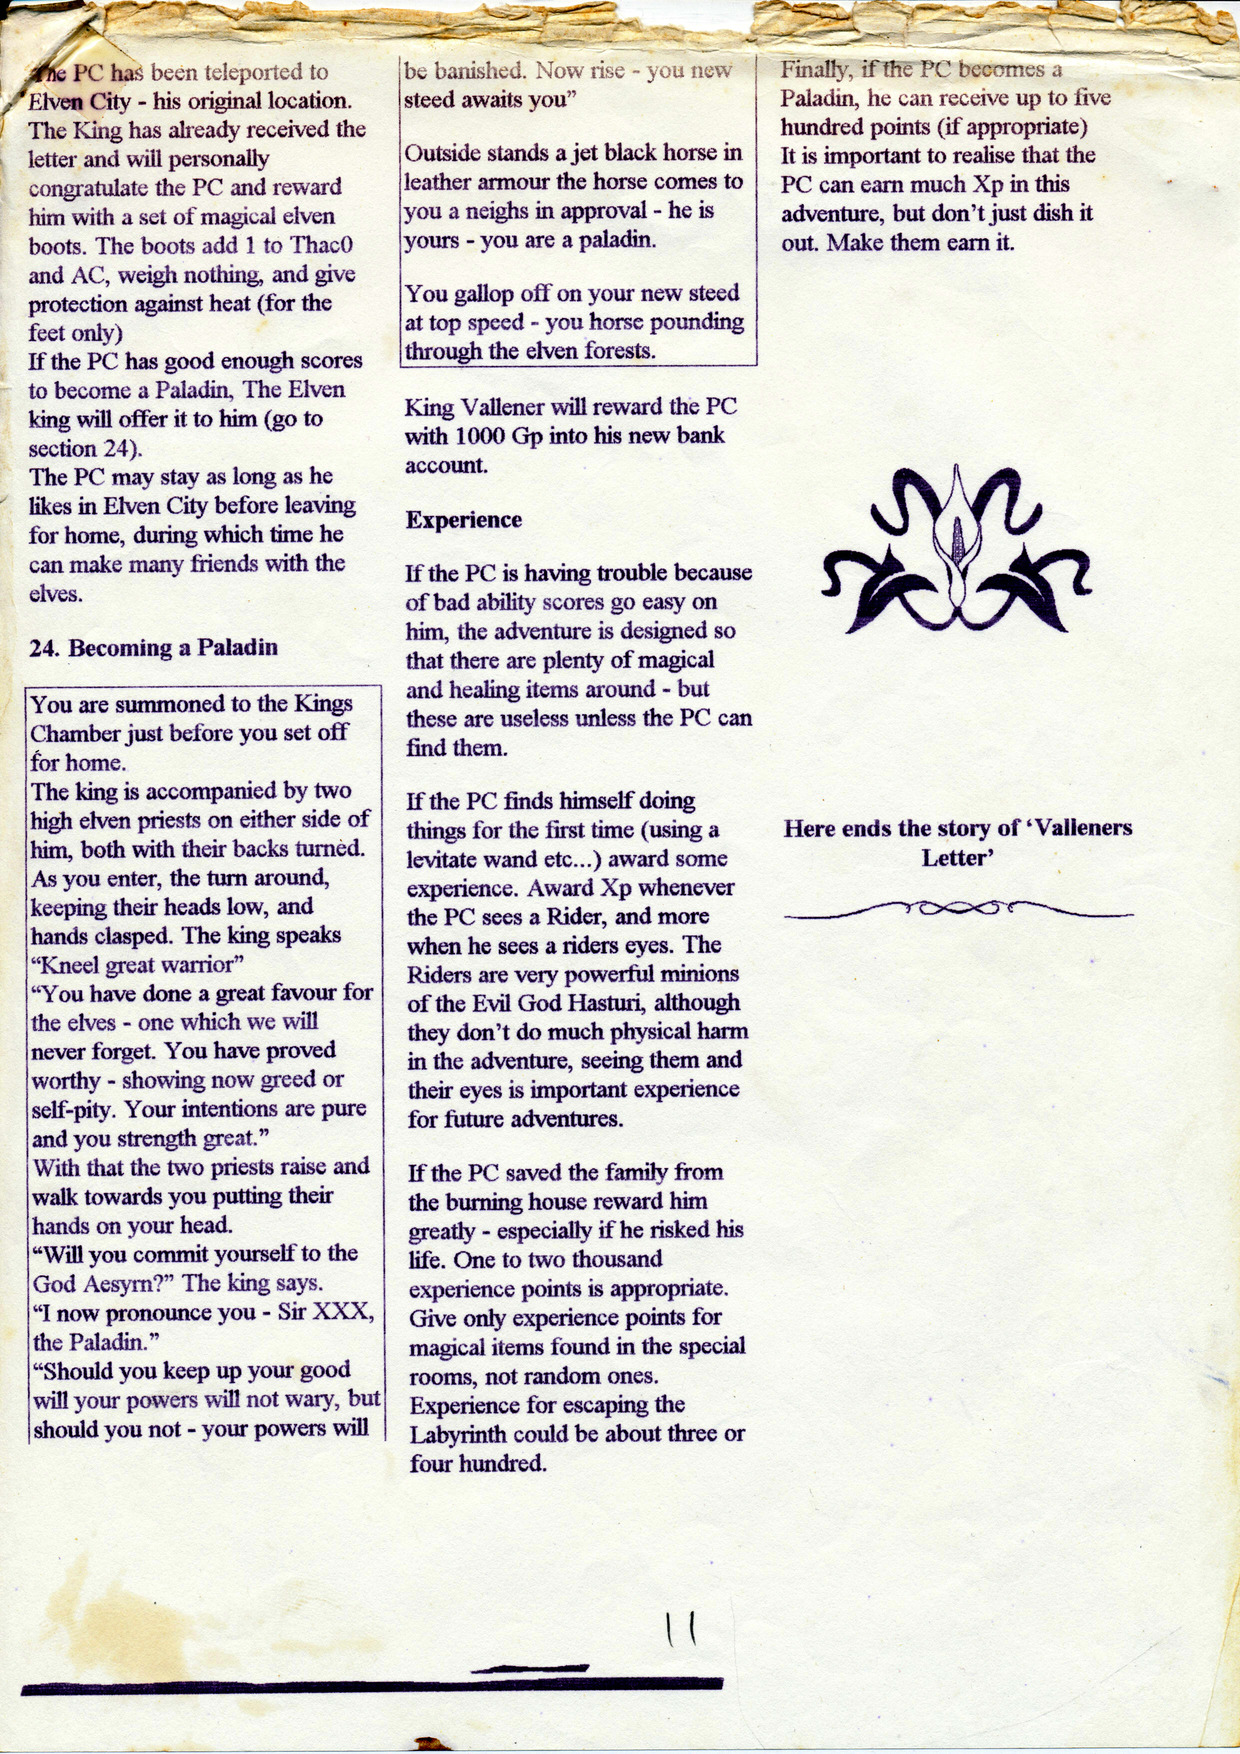 The PC has been teleported to
Elven City - his original location.
The King has already received the
letter and will personally
congratulate the PC and reward
him with a set of magical elven
boots. The boots add 1 to Thac0
and AC, weigh nothing, and give
protection against heat (for the
feet only)
If the PC has good enough scores
to become a Paladin, The Elven
king will offer it to him (go to
section 24).
The PC may stay as long as he
likes in Elven City before leaving
for home, during which time he
can make many friends with the
elves.
24. Becoming a Paladin
You are summoned to the Kings
Chamber just before you set off
for home.
The king is accompanied by two
high elven priests on either side of
him, both with their backs turned.
As you enter, the turn around,
keeping their heads low, and
hands clasped. The king speaks
“Kneel great warrior”
“You have done a great favour for
the elves - one which we will
never forget. You have proved
worthy - showing now greed or
self-pity. Your intentions are pure
and you strength great.”
With that the two priests raise and
walk towards you putting their
hands on your head.
“Will you commit yourself to the
God Aesyrn?” The king says.
“I now pronounce you - Sir XXX,
the Paladin.”
“Should you keep up your good
will your powers will not wary, but
should you not - your powers will
be banished. Now rise - you new
steed awaits you”
Outside stands a jet black horse in
leather armour the horse comes to
you a neighs in approval - he is
yours - you are a paladin.
You gallop off on your new steed
at top speed - you horse pounding
through the elven forests.
King Vallener will reward the PC
with 1000 Gp into his new bank
account.
Experience
If the PC is having trouble because
of bad ability scores go easy on
him, the adventure is designed so
that there are plenty of magical
and healing items around - but
these are useless unless the PC can
find them.
If the PC finds himself doing
things for the first time (using a
levitate wand etc...) award some
experience. Award Xp whenever
the PC sees a Rider, and more
when he sees a riders eyes. The
Riders are very powerful minions
of the Evil God Hasturi, although
they don’t do much physical harm
in the adventure, seeing them and
their eyes is important experience
for future adventures.
If the PC saved the family from
the burning house reward him
greatly - especially if he risked his
life. One to two thousand
experience points is appropriate.
Give only experience points for
magical items found in the special
rooms, not random ones.
Experience for escaping the
Labyrinth could be about three or
four hundred.
Finally, if the PC becomes a
Paladin, he can receive up to five
hundred points (if appropriate)
It is important to realise that the
PC can earn much Xp in this
adventure, but don’t just dish it
out. Make them earn it.
Here ends the story of ‘Valleners
Letter’
11